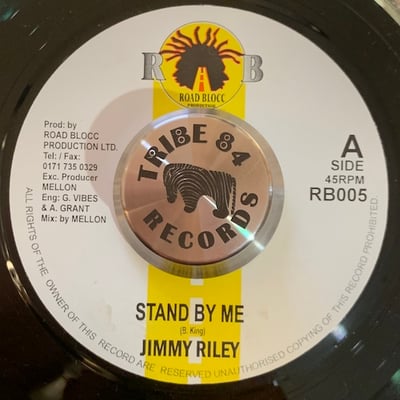 R B
ROAD BLOCC
PRODUCTION
Prod: by
ROAD BLOCC
PRODUCTION LTD.
Tel: / Fax:
0171 735 0329
Exc. Producer
MELLON
Eng: G. VIBES
& A. GRANT
Mix: by MELLON
TRIBE 84
RECORDS
A
SIDE
45RPM
RB005
STAND BY ME
(B. King)
JIMMY RILEY
ALL RIGHTS OF THE OWNER OF THIS RECORD ARE RESERVED UNAUTHORISED COPYING OF THIS RECORD PROHIBITED.